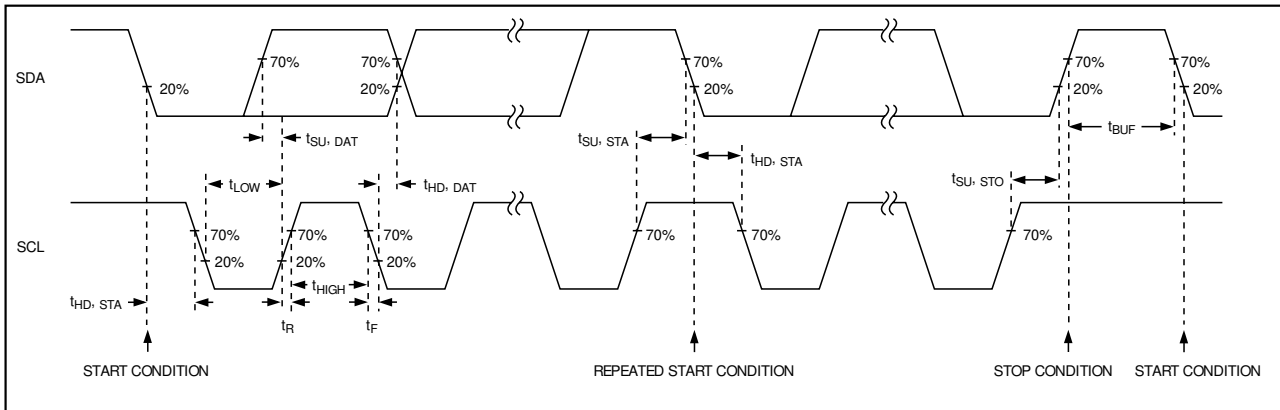 SDA
20%
70%
70%
20%
70%
20%
70%
20%
70%
20%
tSU, DAT
tSU, STA
tHD, STA
tBUF
tLOW
tHD, DAT
tSU, STO
SCL
70%
20%
70%
20%
70%
20%
70%
70%
70%
tHIGH
tHD, STA
tR
tF
START CONDITION
REPEATED START CONDITION
STOP CONDITION
START CONDITION